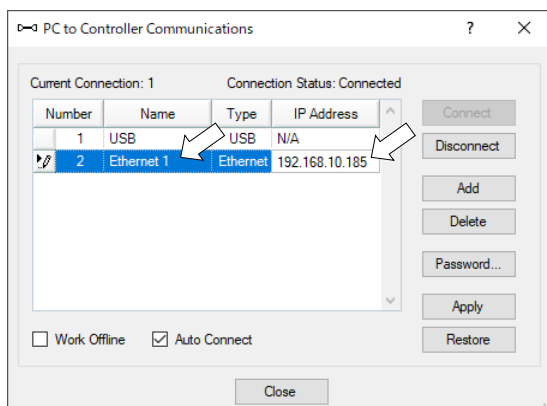 PC to Controller Communications ? ×
Current Connection: 1 Connection Status: Connected
Number Name Type IP Address Connect
1 USB USB N/A Disconnect
2 Ethernet 1 Ethernet 192.168.10.185
Add
Delete
Password...
Apply
Work Offline Auto Connect Restore
Close